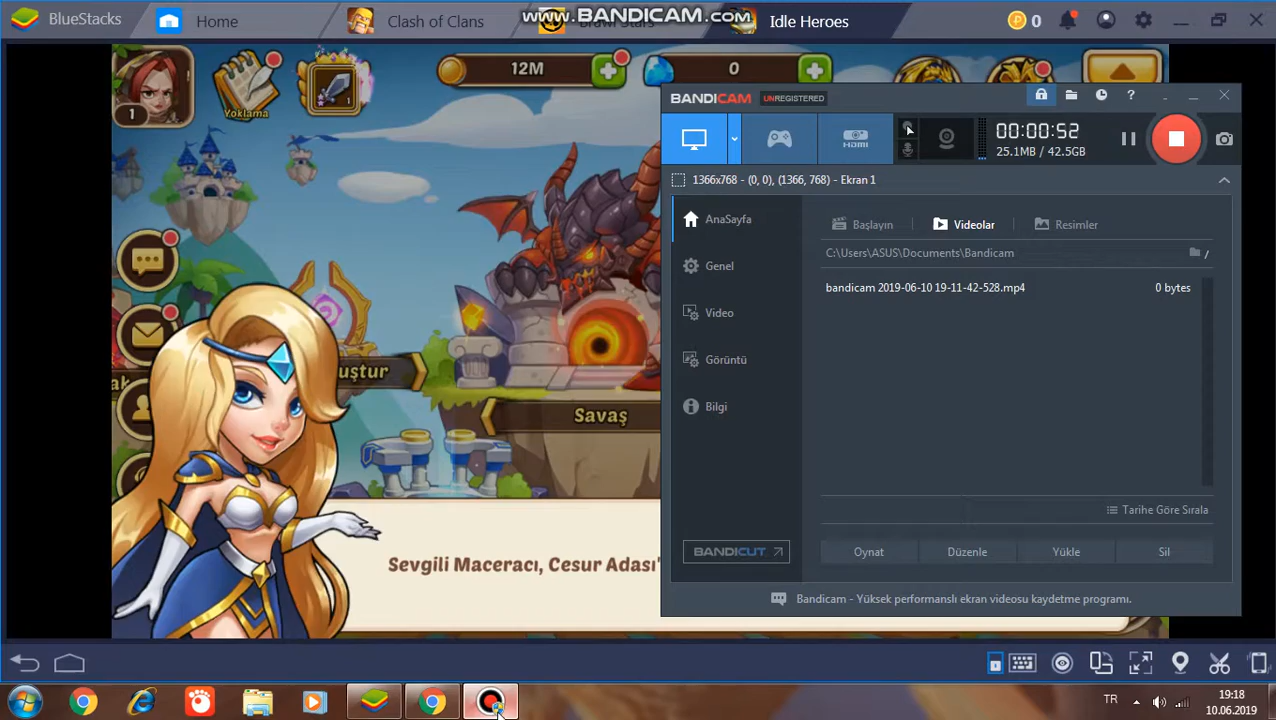 BlueStacks
Home
Clash of Clans
www.BANDICAM.com
Idle Heroes
0
1
Yoklama
1
12M
0
BANDICAM UNREGISTERED
HDMI
00:00:52
25.1MB / 42.5GB
1366x768 - (0, 0), (1366, 768) - Ekran 1
AnaSayfa
Genel
Video
Görüntü
Bilgi
BANDICUT
Başlayın
Videolar
Resimler
C:\Users\ASUS\Documents\Bandicam
bandicam 2019-06-10 19-11-42-528.mp4
0 bytes
Tarihe Göre Sırala
Oynat
Düzenle
Yükle
Sil
Bandicam - Yüksek performanslı ekran videosu kaydetme programı.
uştur
Savaş
Sevgili Maceracı, Cesur Adası'
TR
19:18
10.06.2019